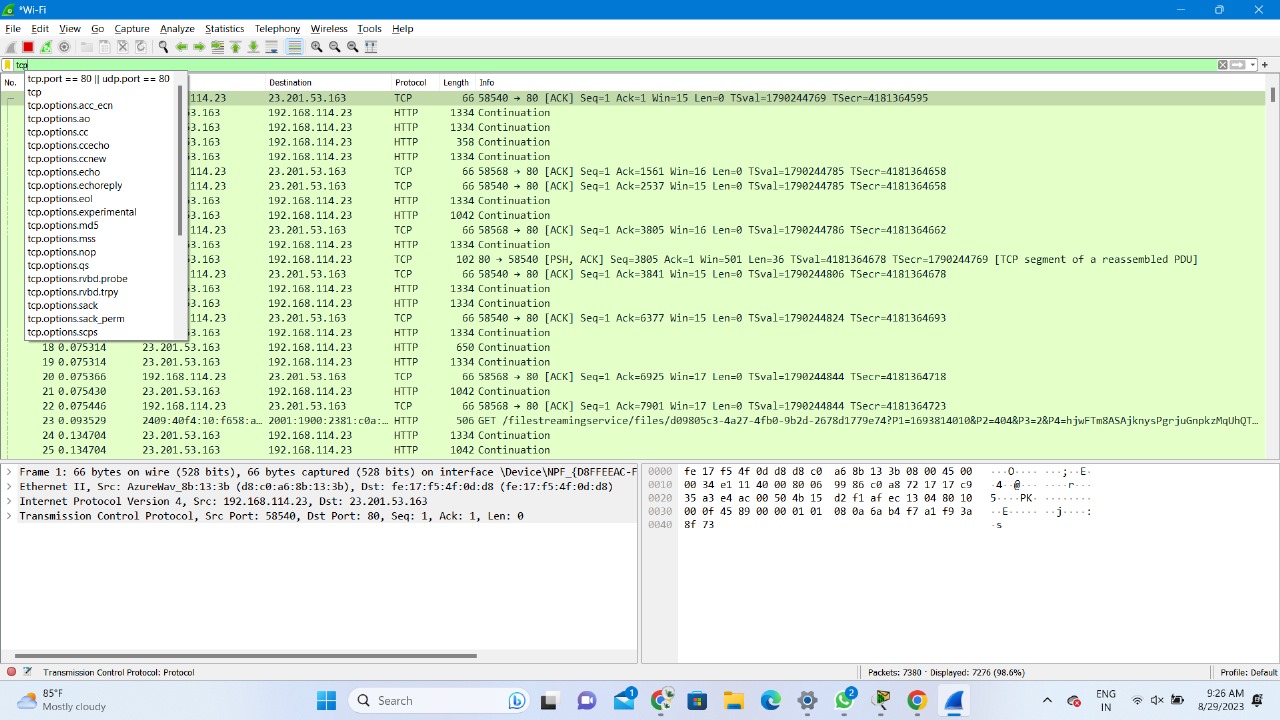 *Wi-Fi
File Edit View Go Capture Analyze Statistics Telephony Wireless Tools Help
tcp
No. Destination Protocol Length Info
tcp.port == 80 || udp.port == 80
tcp
tcp.options.acc_ecn
tcp.options.ao
tcp.options.cc
tcp.options.ccecho
tcp.options.ccnew
tcp.options.echo
tcp.options.echoreply
tcp.options.eol
tcp.options.experimental
tcp.options.md5
tcp.options.mss
tcp.options.nop
tcp.options.qs
tcp.options.rvbd.probe
tcp.options.rvbd.trpy
tcp.options.sack
tcp.options.sack_perm
tcp.options.scps
.114.23 23.201.53.163 TCP 66 58540 → 80 [ACK] Seq=1 Ack=1 Win=15 Len=0 TSval=1790244769 TSecr=4181364595
3.163 192.168.114.23 HTTP 1334 Continuation
3.163 192.168.114.23 HTTP 1334 Continuation
3.163 192.168.114.23 HTTP 358 Continuation
3.163 192.168.114.23 HTTP 1334 Continuation
.114.23 23.201.53.163 TCP 66 58568 → 80 [ACK] Seq=1 Ack=1561 Win=16 Len=0 TSval=1790244785 TSecr=4181364658
.114.23 23.201.53.163 TCP 66 58540 → 80 [ACK] Seq=1 Ack=2537 Win=15 Len=0 TSval=1790244785 TSecr=4181364658
3.163 192.168.114.23 HTTP 1334 Continuation
3.163 192.168.114.23 HTTP 1042 Continuation
.114.23 23.201.53.163 TCP 66 58568 → 80 [ACK] Seq=1 Ack=3805 Win=16 Len=0 TSval=1790244786 TSecr=4181364662
3.163 192.168.114.23 HTTP 1334 Continuation
3.163 192.168.114.23 TCP 102 80 → 58540 [PSH, ACK] Seq=3805 Ack=1 Win=501 Len=36 TSval=4181364678 TSecr=1790244769 [TCP segment of a reassembled PDU]
.114.23 23.201.53.163 TCP 66 58540 → 80 [ACK] Seq=1 Ack=3841 Win=15 Len=0 TSval=1790244806 TSecr=4181364678
3.163 192.168.114.23 HTTP 1334 Continuation
3.163 192.168.114.23 HTTP 1334 Continuation
.114.23 23.201.53.163 TCP 66 58540 → 80 [ACK] Seq=1 Ack=6377 Win=15 Len=0 TSval=1790244824 TSecr=4181364693
3.163 192.168.114.23 HTTP 1334 Continuation
18 0.075314 23.201.53.163 192.168.114.23 HTTP 650 Continuation
19 0.075314 23.201.53.163 192.168.114.23 HTTP 1334 Continuation
20 0.075366 192.168.114.23 23.201.53.163 TCP 66 58568 → 80 [ACK] Seq=1 Ack=6925 Win=17 Len=0 TSval=1790244844 TSecr=4181364718
21 0.075430 23.201.53.163 192.168.114.23 HTTP 1042 Continuation
22 0.075446 192.168.114.23 23.201.53.163 TCP 66 58568 → 80 [ACK] Seq=1 Ack=7901 Win=17 Len=0 TSval=1790244844 TSecr=4181364723
23 0.093529 2409:40f4:10:f658:a… 2001:1900:2381:c0a:… HTTP 506 GET /filestreamingservice/files/d09805c3-4a27-4fb0-9b2d-2678d1779e74?P1=1693814010&P2=404&P3=2&P4=hjwFTm8ASAjknysPgrjuGnpkzMqUhQT…
24 0.134704 23.201.53.163 192.168.114.23 HTTP 1334 Continuation
25 0.134704 23.201.53.163 192.168.114.23 HTTP 1042 Continuation
Frame 1: 66 bytes on wire (528 bits), 66 bytes captured (528 bits) on interface \Device\NPF_{D8FFEEAC-F
Ethernet II, Src: AzureWav_8b:13:3b (d8:c0:a6:8b:13:3b), Dst: fe:17:f5:4f:0d:d8 (fe:17:f5:4f:0d:d8)
Internet Protocol Version 4, Src: 192.168.114.23, Dst: 23.201.53.163
Transmission Control Protocol, Src Port: 58540, Dst Port: 80, Seq: 1, Ack: 1, Len: 0
0000 fe 17 f5 4f 0d d8 d8 c0 a6 8b 13 3b 08 00 45 00 ···O···· ···;··E·
0010 00 34 e1 11 40 00 80 06 99 86 c0 a8 72 17 17 c9 ·4··@··· ····r···
0020 35 a3 e4 ac 00 50 4b 15 d2 f1 af ec 13 04 80 10 5····PK· ········
0030 00 0f 45 89 00 00 01 01 08 0a 6a b4 f7 a1 f9 3a ··E····· ··j····:
0040 8f 73 ·s
Transmission Control Protocol: Protocol
Packets: 7380 · Displayed: 7276 (98.6%)
Profile: Default
85°F
Mostly cloudy
Search
1
2
ENG
IN
9:26 AM
8/29/2023